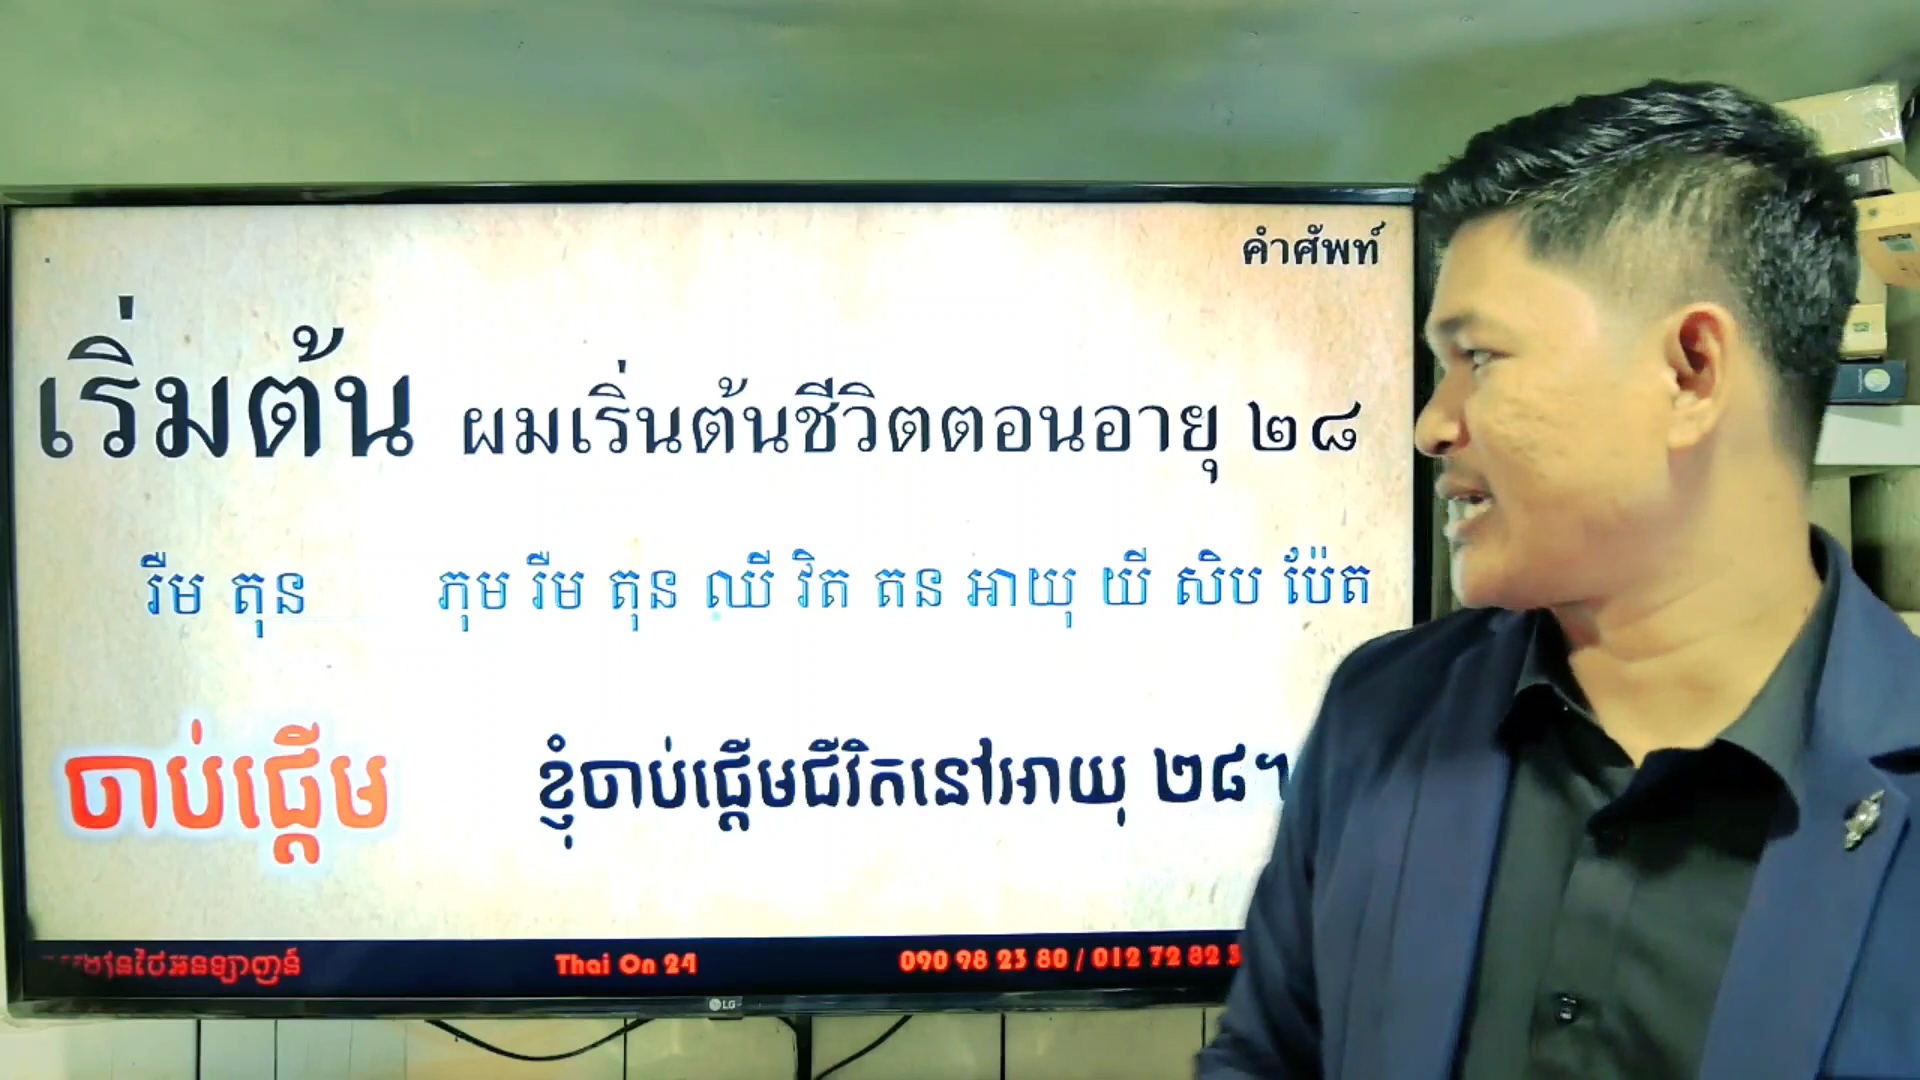 คำศัพท์
เริ่มต้น ผมเริ่นต้นชีวิตตอนอายุ ๒๘
រើម តុន ភុម រើម តុន ឈី វិត តន អាយុ យី សិប ប៉ែត
ចាប់ផ្ដើម ខ្ញុំចាប់ផ្ដើមជីវិតនៅអាយុ ២៨។
Thai On 24 090 98 23 80 / 012 72 82 3
LG